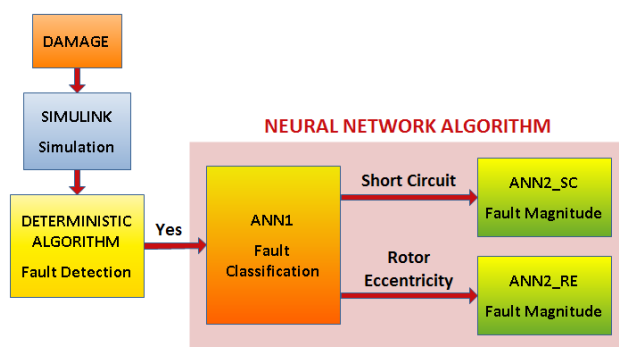 DAMAGE
SIMULINK
Simulation
DETERMINISTIC
ALGORITHM
Fault Detection
Yes
NEURAL NETWORK ALGORITHM
ANN1
Fault
Classification
Short Circuit
ANN2_SC
Fault Magnitude
Rotor
Eccentricity
ANN2_RE
Fault Magnitude